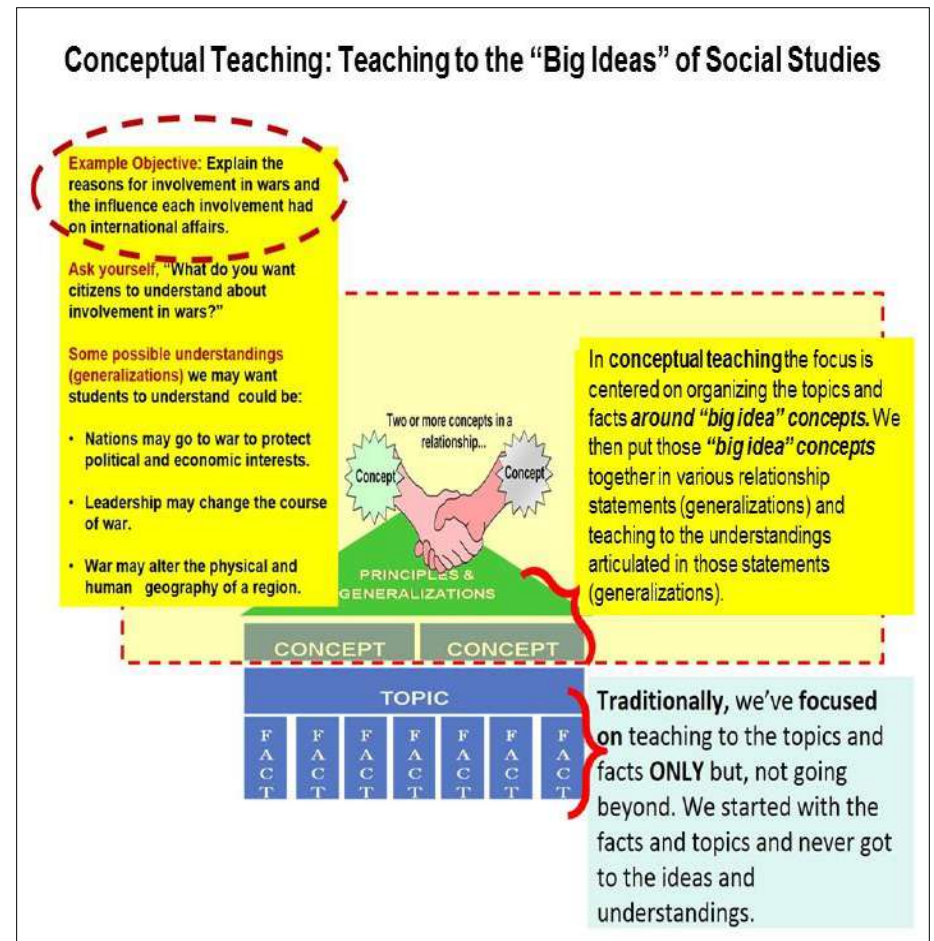 Conceptual Teaching: Teaching to the “Big Ideas” of Social Studies
Example Objective: Explain the
reasons for involvement in wars and
the influence each involvement had
on international affairs.
Ask yourself, “What do you want
citizens to understand about
involvement in wars?”
Some possible understandings
(generalizations) we may want
students to understand could be:
• Nations may go to war to protect
political and economic interests.
• Leadership may change the course
of war.
• War may alter the physical and
human geography of a region.
Two or more concepts in a
relationship...
Concept
Concept
PRINCIPLES &
GENERALIZATIONS
CONCEPT
CONCEPT
TOPIC
FACT
FACT
FACT
FACT
FACT
FACT
FACT
In conceptual teaching the focus is
centered on organizing the topics and
facts around “big idea” concepts. We
then put those “big idea” concepts
together in various relationship
statements (generalizations) and
teaching to the understandings
articulated in those statements
(generalizations).
Traditionally, we’ve focused
on teaching to the topics and
facts ONLY but, not going
beyond. We started with the
facts and topics and never got
to the ideas and
understandings.